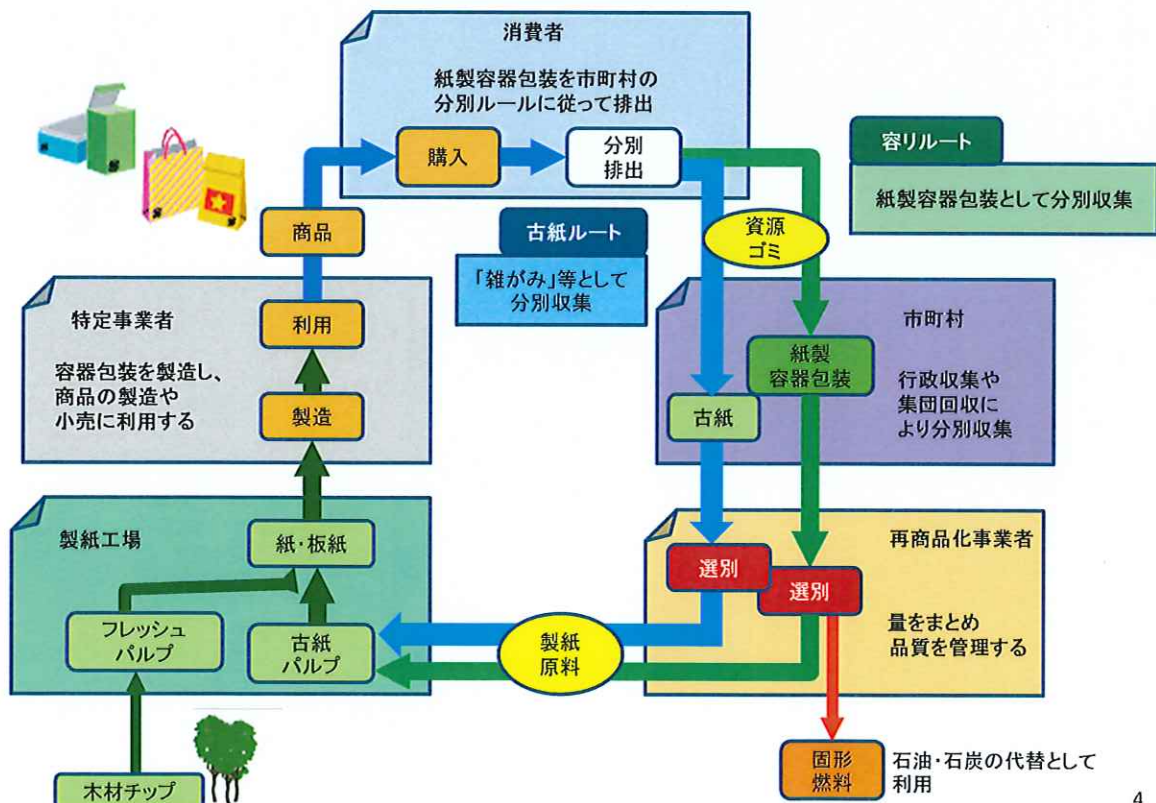 消費者
紙製容器包装を市町村の
分別ルールに従って排出
購入
分別
排出
容リルート
紙製容器包装として分別収集
商品
古紙ルート
「雑がみ」等として
分別収集
資源
ゴミ
特定事業者
容器包装を製造し、
商品の製造や
小売に利用する
利用
製造
市町村
紙製
容器包装
古紙
行政収集や
集団回収に
より分別収集
製紙工場
紙・板紙
フレッシュ
パルプ
古紙
パルプ
製紙
原料
再商品化事業者
選別
選別
量をまとめ
品質を管理する
木材チップ
固形
燃料
石油・石炭の代替として
利用
4